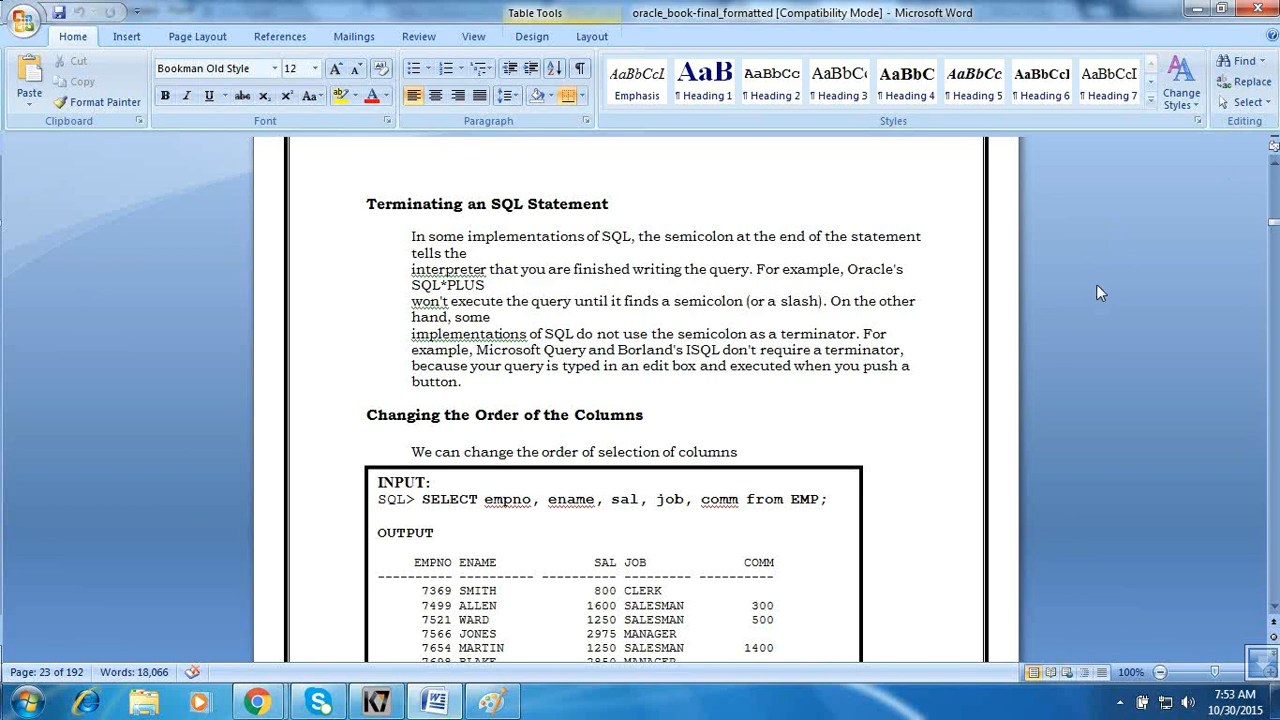 Table Tools
oracle_book-final_formatted [Compatibility Mode] - Microsoft Word
Home Insert Page Layout References Mailings Review View Design Layout
Paste
Cut
Copy
Format Painter
Clipboard
Bookman Old Style 12
B I U abc x₂ x² Aa
Font
Paragraph
AaBbCcI AaB AaBbCc AaBbCc AaBbC AaBbCc AaBbCcI AaBbCcI
Emphasis ¶ Heading 1 ¶ Heading 2 ¶ Heading 3 ¶ Heading 4 ¶ Heading 5 ¶ Heading 6 ¶ Heading 7
Change
Styles
Styles
Find
Replace
Select
Editing
Terminating an SQL Statement
In some implementations of SQL, the semicolon at the end of the statement
tells the
interpreter that you are finished writing the query. For example, Oracle's
SQL*PLUS
won't execute the query until it finds a semicolon (or a slash). On the other
hand, some
implementations of SQL do not use the semicolon as a terminator. For
example, Microsoft Query and Borland's ISQL don't require a terminator,
because your query is typed in an edit box and executed when you push a
button.
Changing the Order of the Columns
We can change the order of selection of columns
INPUT:
SQL> SELECT empno, ename, sal, job, comm from EMP;
OUTPUT
EMPNO ENAME SAL JOB COMM
---------- ---------- ---------- --------- ----------
7369 SMITH 800 CLERK
7499 ALLEN 1600 SALESMAN 300
7521 WARD 1250 SALESMAN 500
7566 JONES 2975 MANAGER
7654 MARTIN 1250 SALESMAN 1400
7698 BLAKE 2850 MANAGER
Page: 23 of 192 Words: 18,066 100%
7:53 AM
10/30/2015